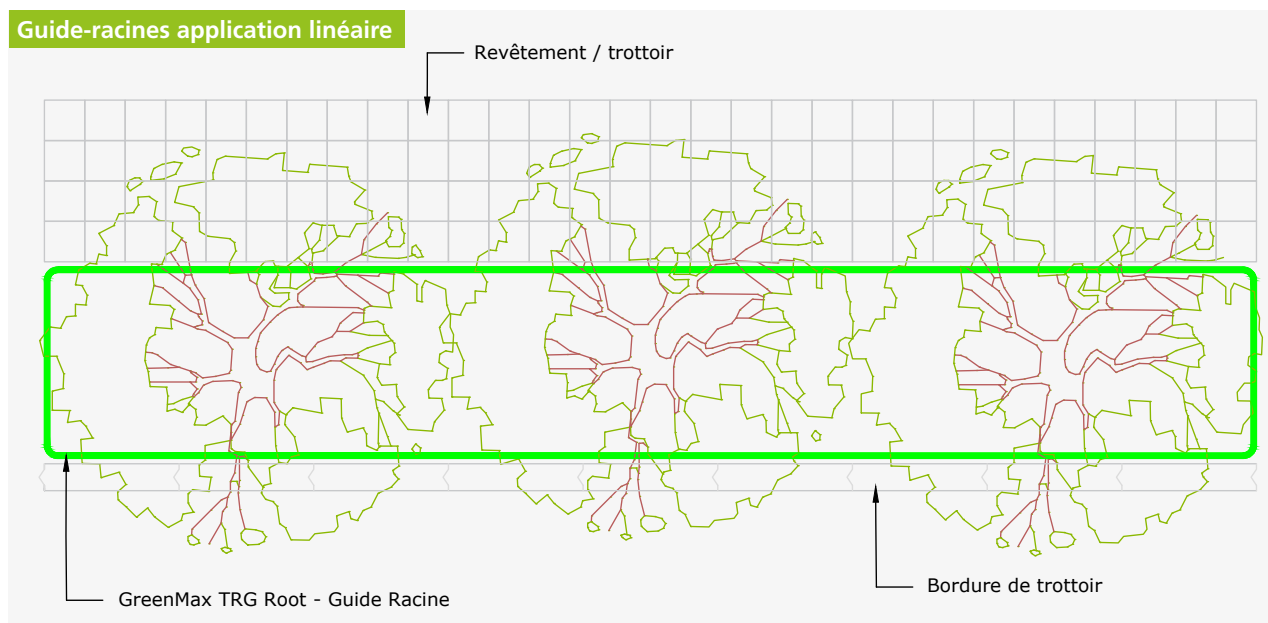 Guide-racines application linéaire
Revêtement / trottoir
Bordure de trottoir
GreenMax TRG Root - Guide Racine